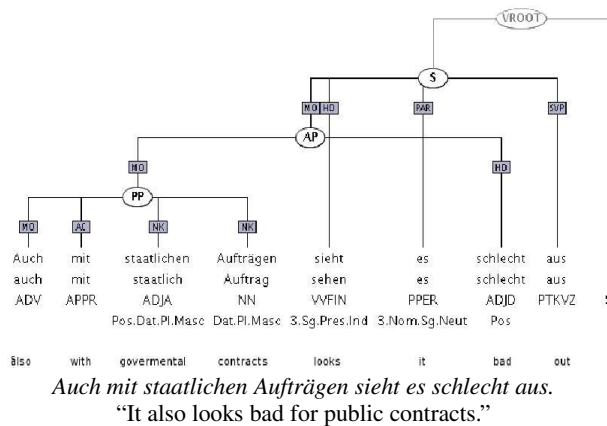 VROOT
S
MO HD PAR SVP
AP
MO HD
PP
MO AC NK NK
Auch mit staatlichen Aufträgen sieht es schlecht aus
auch mit staatlich Auftrag sehen es schlecht aus
ADV APPR ADJA NN VVFIN PPER ADJD PTKVZ
Pos.Dat.Pl.Masc Dat.Pl.Masc 3.Sg.Pres.Ind 3.Nom.Sg.Neut Pos
also with govermental contracts looks it bad out
Auch mit staatlichen Aufträgen sieht es schlecht aus.
“It also looks bad for public contracts.”